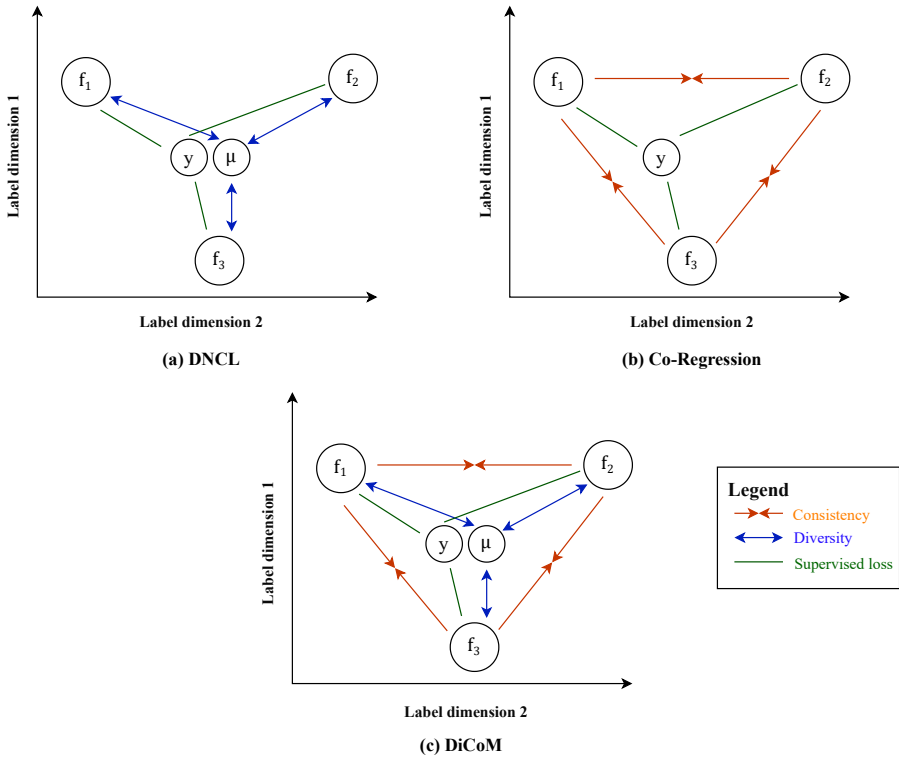 Label dimension 1
f₁
f₂
y
μ
f₃
Label dimension 2
(a) DNCL
Label dimension 1
f₁
f₂
y
f₃
Label dimension 2
(b) Co-Regression
Label dimension 1
f₁
f₂
y
μ
f₃
Label dimension 2
(c) DiCoM
Legend
Consistency
Diversity
Supervised loss